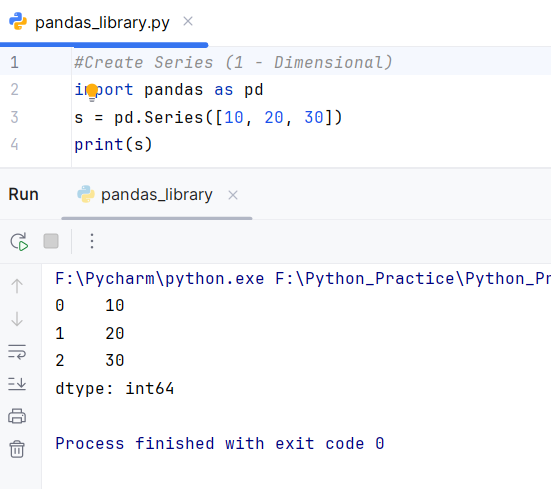 pandas_library.py
1 #Create Series (1 - Dimensional)
2 import pandas as pd
3 s = pd.Series([10, 20, 30])
4 print(s)
Run pandas_library
F:\Pycharm\python.exe F:\Python_Practice\Python_Pr
0    10
1    20
2    30
dtype: int64
Process finished with exit code 0